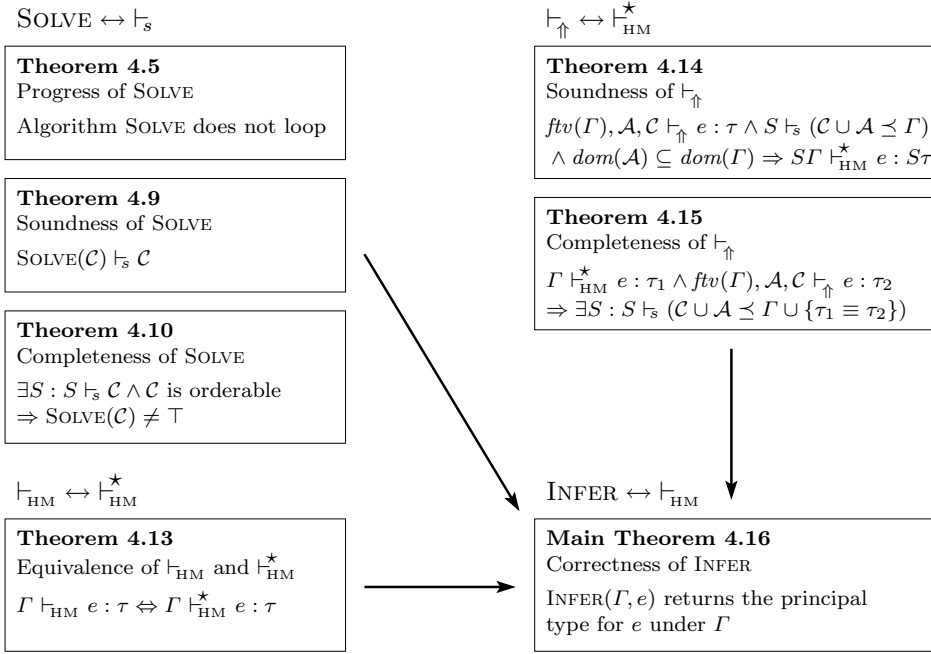 SOLVE ↔ ⊢s
Theorem 4.5
Progress of SOLVE
Algorithm SOLVE does not loop
Theorem 4.9
Soundness of SOLVE
SOLVE(𝒞) ⊢s 𝒞
Theorem 4.10
Completeness of SOLVE
∃S : S ⊢s 𝒞 ∧ 𝒞 is orderable
⇒ SOLVE(𝒞) ≠ ⊤
⊢HM ↔ ⊢★HM
Theorem 4.13
Equivalence of ⊢HM and ⊢★HM
Γ ⊢HM e : τ ⇔ Γ ⊢★HM e : τ
⊢⇑ ↔ ⊢★HM
Theorem 4.14
Soundness of ⊢⇑
ftv(Γ), 𝒜, 𝒞 ⊢⇑ e : τ ∧ S ⊢s (𝒞 ∪ 𝒜 ⪯ Γ)
∧ dom(𝒜) ⊆ dom(Γ) ⇒ SΓ ⊢★HM e : Sτ
Theorem 4.15
Completeness of ⊢⇑
Γ ⊢★HM e : τ1 ∧ ftv(Γ), 𝒜, 𝒞 ⊢⇑ e : τ2
⇒ ∃S : S ⊢s (𝒞 ∪ 𝒜 ⪯ Γ ∪ {τ1 ≡ τ2})
INFER ↔ ⊢HM
Main Theorem 4.16
Correctness of INFER
INFER(Γ, e) returns the principal
type for e under Γ